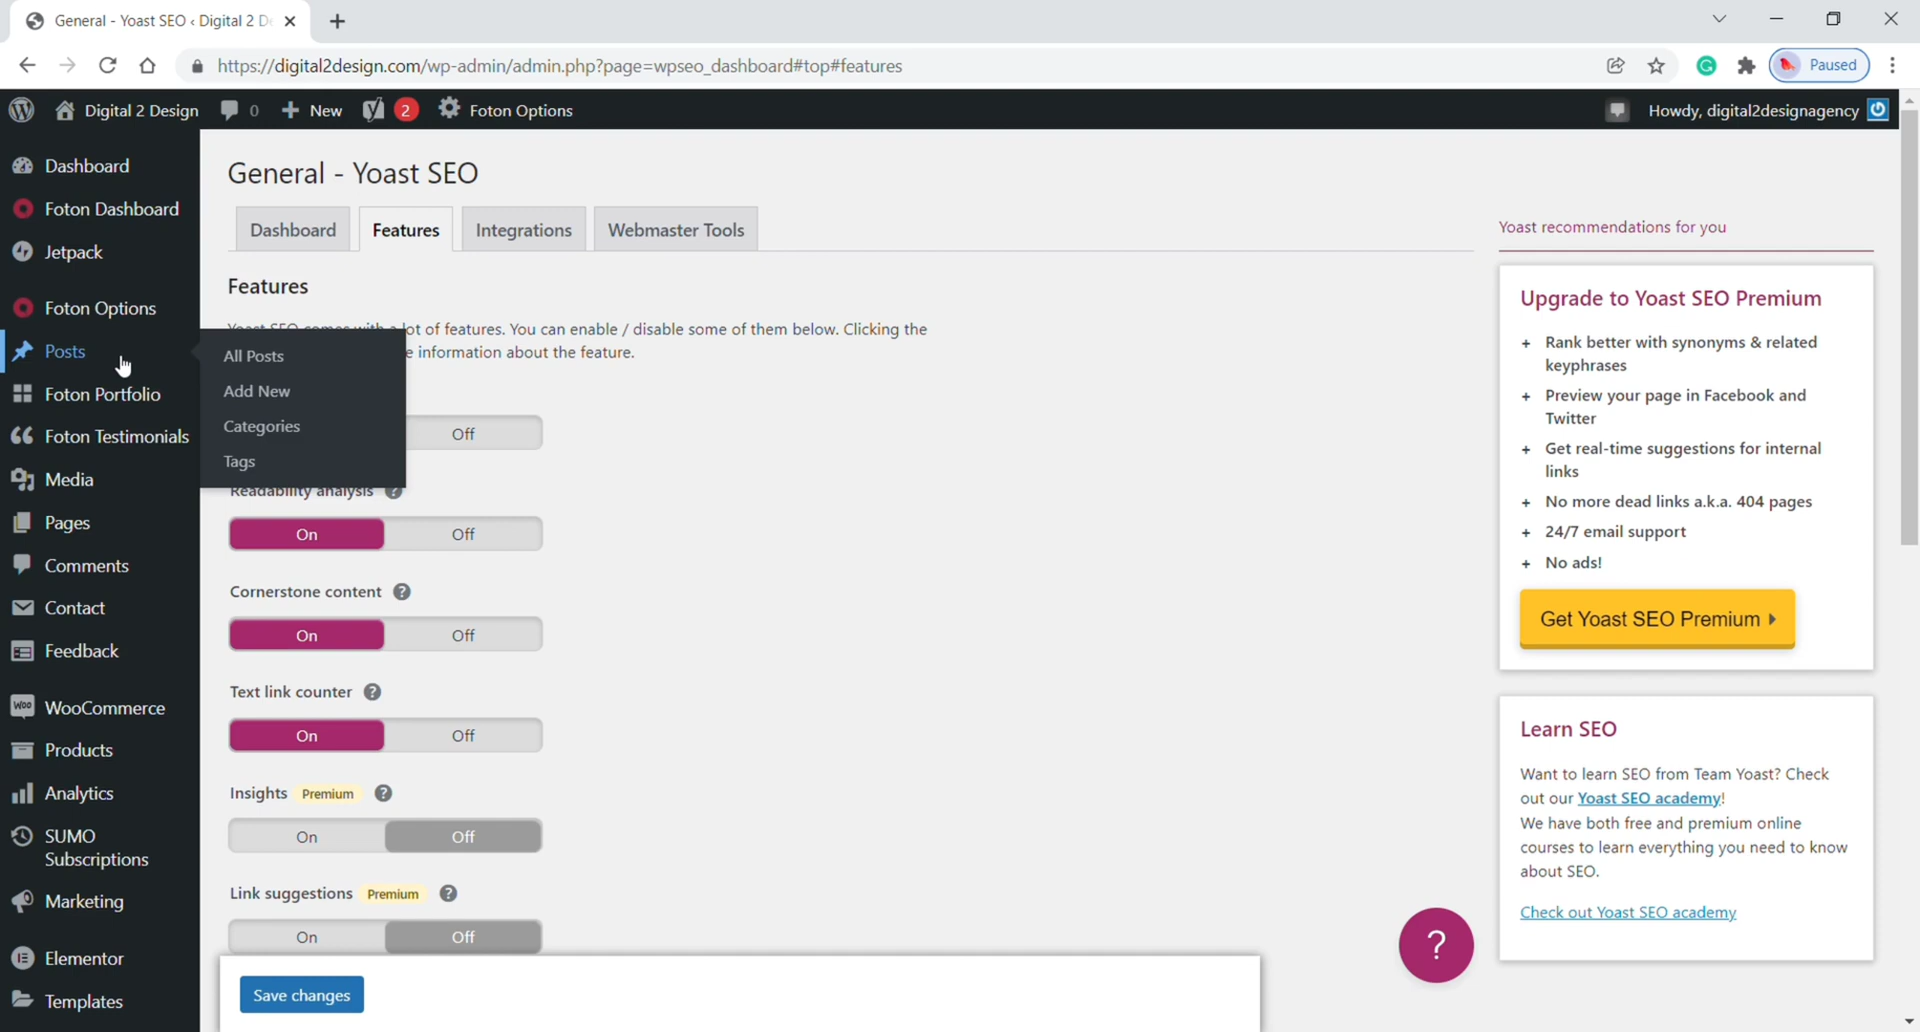 General - Yoast SEO ‹ Digital 2 D
https://digital2design.com/wp-admin/admin.php?page=wpseo_dashboard#top#features
Paused
Digital 2 Design
0
New
2
Foton Options
Howdy, digital2designagency
Dashboard
Foton Dashboard
Jetpack
Foton Options
Posts
Foton Portfolio
Foton Testimonials
Media
Pages
Comments
Contact
Feedback
Woo
WooCommerce
Products
Analytics
SUMO
Subscriptions
Marketing
Elementor
Templates
All Posts
Add New
Categories
Tags
General - Yoast SEO
Dashboard
Features
Integrations
Webmaster Tools
Features
Yoast SEO comes with a lot of features. You can enable / disable some of them below. Clicking the
information about the feature.
Off
Readability analysis ?
On
Off
Cornerstone content ?
On
Off
Text link counter ?
On
Off
Insights Premium ?
On
Off
Link suggestions Premium ?
On
Off
Save changes
?
Yoast recommendations for you
Upgrade to Yoast SEO Premium
+ Rank better with synonyms & related
keyphrases
+ Preview your page in Facebook and
Twitter
+ Get real-time suggestions for internal
links
+ No more dead links a.k.a. 404 pages
+ 24/7 email support
+ No ads!
Get Yoast SEO Premium
Learn SEO
Want to learn SEO from Team Yoast? Check
out our Yoast SEO academy!
We have both free and premium online
courses to learn everything you need to know
about SEO.
Check out Yoast SEO academy